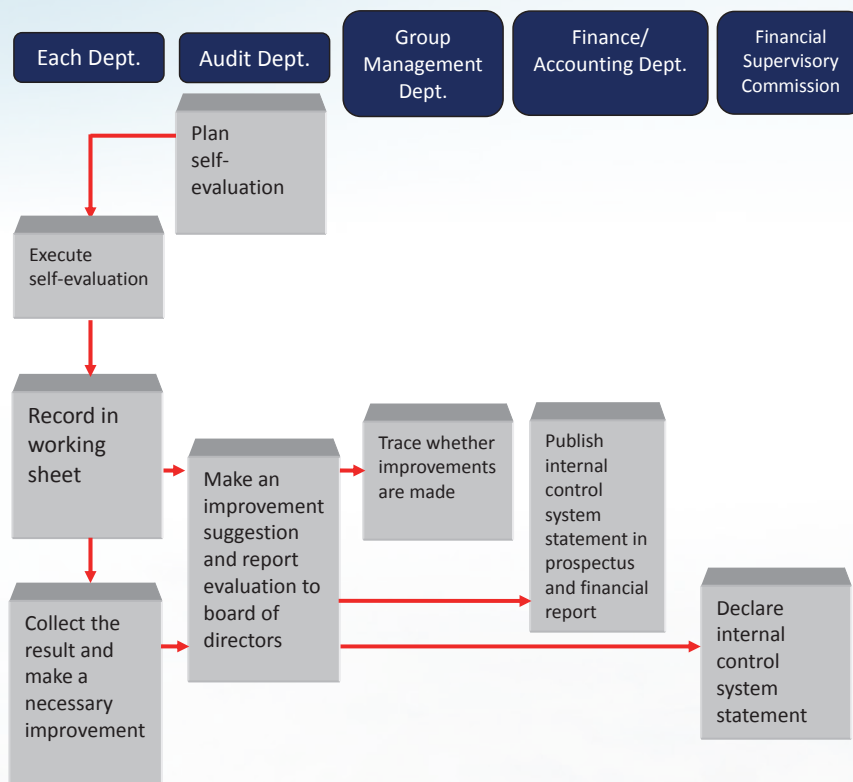 Each Dept.
Audit Dept.
Group
Management
Dept.
Finance/
Accounting Dept.
Financial
Supervisory
Commission
Plan
self-
evaluation
Execute
self-evaluation
Record in
working
sheet
Make an
improvement
suggestion
and report
evaluation to
board of
directors
Trace whether
improvements
are made
Publish
internal
control
system
statement in
prospectus
and financial
report
Collect the
result and
make a
necessary
improvement
Declare
internal
control
system
statement